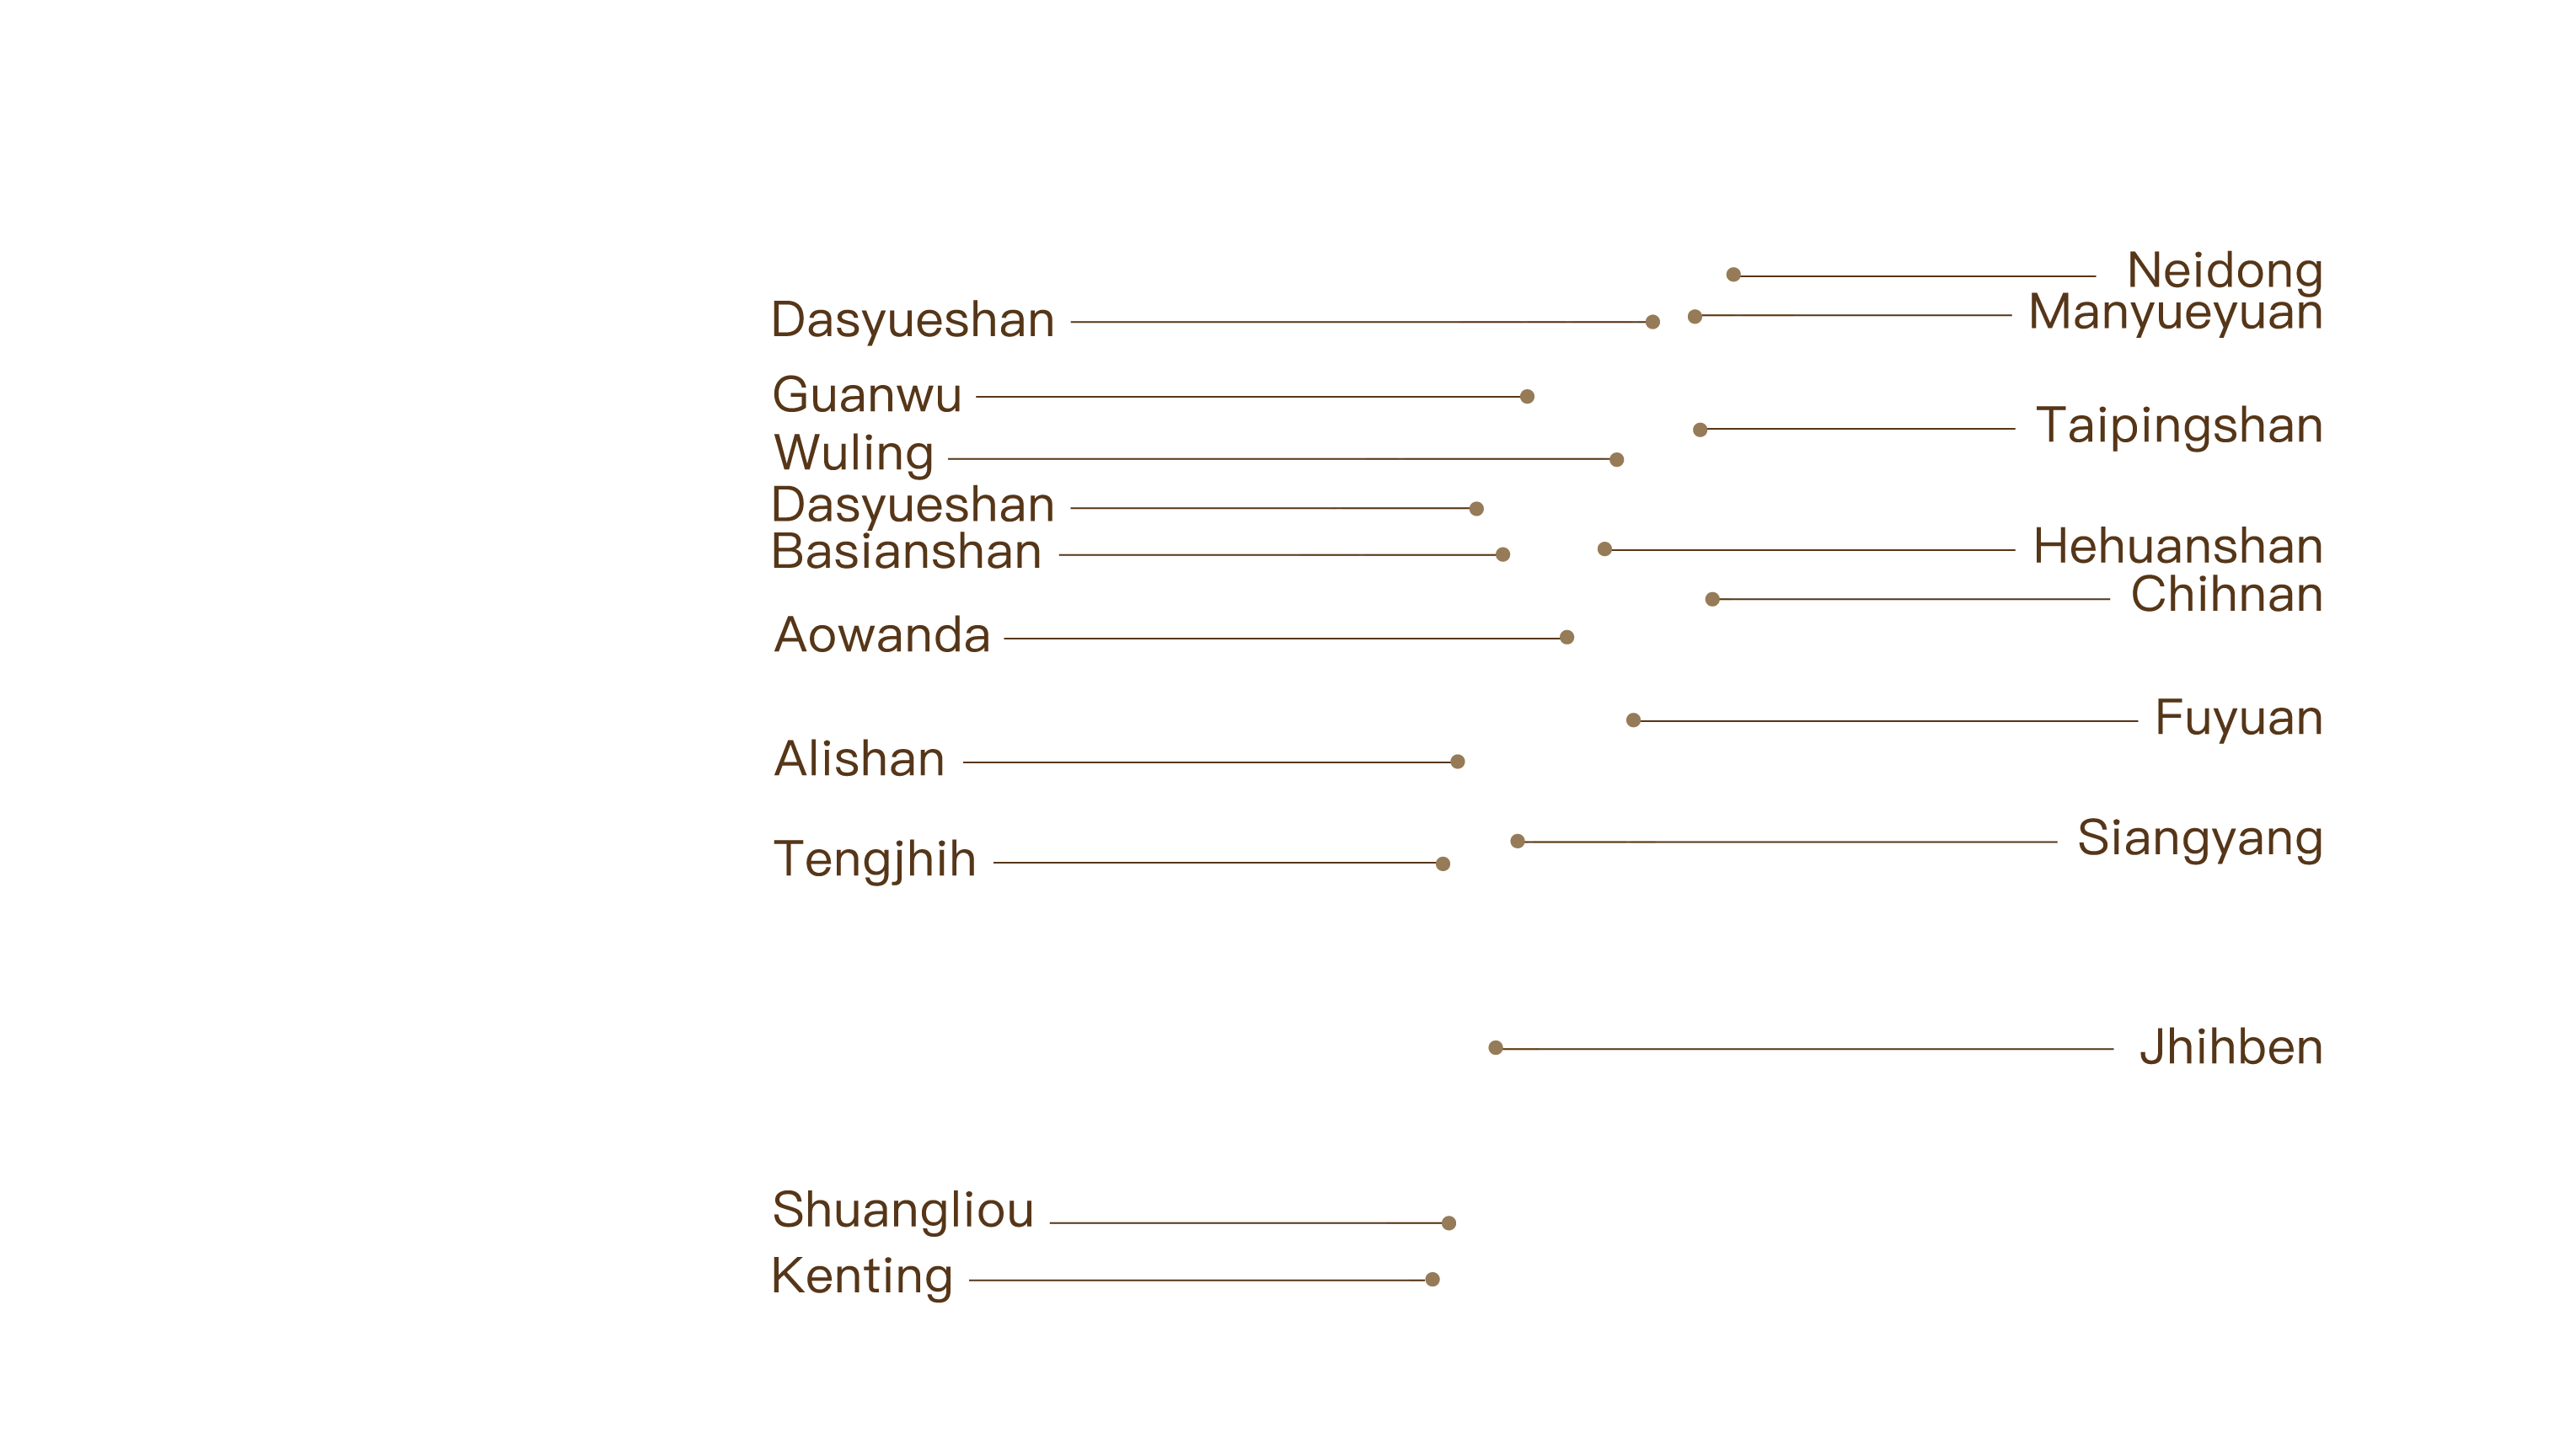 Dasyueshan
Guanwu
Wuling
Dasyueshan
Basianshan
Aowanda
Alishan
Tengjhih
Shuangliou
Kenting
Neidong
Manyueyuan
Taipingshan
Hehuanshan
Chihnan
Fuyuan
Siangyang
Jhihben